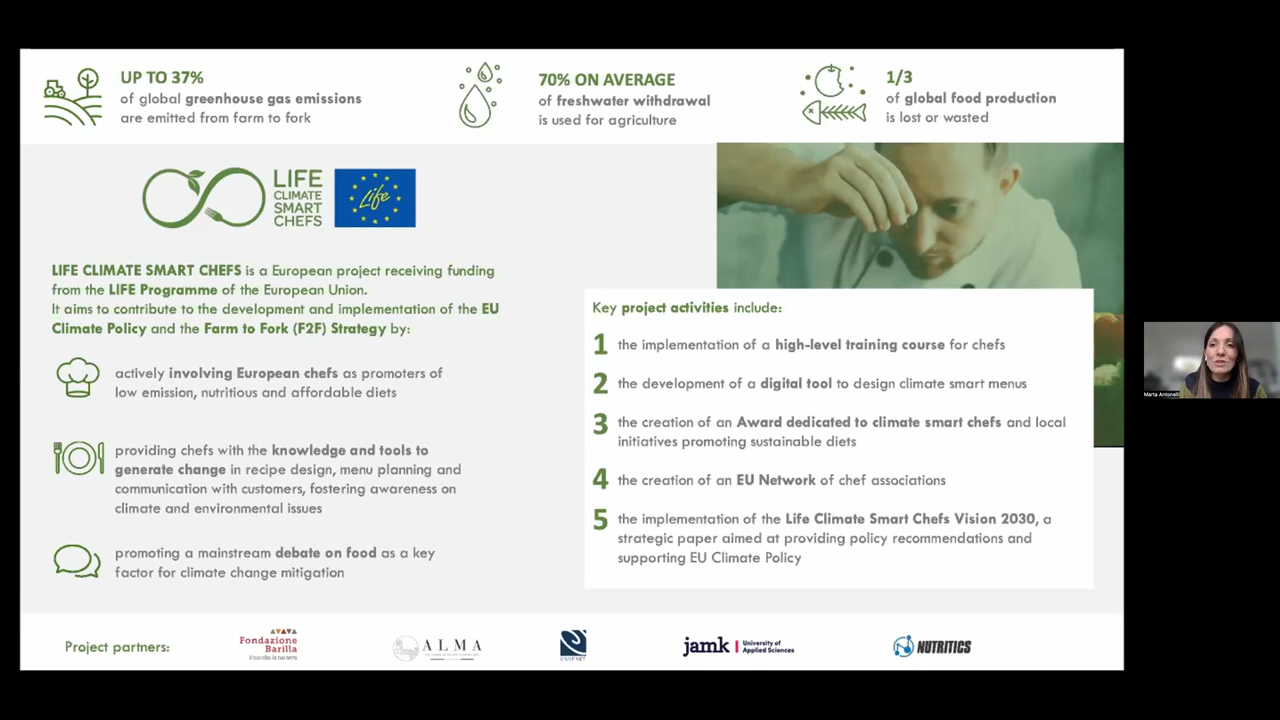 UP TO 37%
of global greenhouse gas emissions
are emitted from farm to fork
70% ON AVERAGE
of freshwater withdrawal
is used for agriculture
1/3
of global food production
is lost or wasted
LIFE
CLIMATE
SMART
CHEFS
Life
LIFE CLIMATE SMART CHEFS is a European project receiving funding
from the LIFE Programme of the European Union.
It aims to contribute to the development and implementation of the EU
Climate Policy and the Farm to Fork (F2F) Strategy by:
actively involving European chefs as promoters of
low emission, nutritious and affordable diets
providing chefs with the knowledge and tools to
generate change in recipe design, menu planning and
communication with customers, fostering awareness on
climate and environmental issues
promoting a mainstream debate on food as a key
factor for climate change mitigation
Key project activities include:
1 the implementation of a high-level training course for chefs
2 the development of a digital tool to design climate smart menus
3 the creation of an Award dedicated to climate smart chefs and local
initiatives promoting sustainable diets
4 the creation of an EU Network of chef associations
5 the implementation of the Life Climate Smart Chefs Vision 2030, a
strategic paper aimed at providing policy recommendations and
supporting EU Climate Policy
Marta Antonelli
Project partners:
Fondazione
Barilla
ALMA
jamk University of
Applied Sciences
NUTRITICS